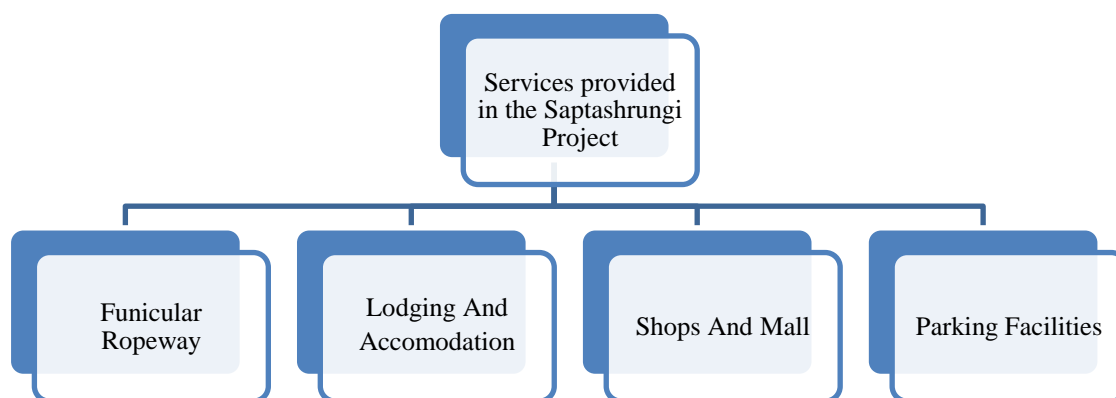 Services provided
in the Saptashrungi
Project
Funicular
Ropeway
Lodging And
Accomodation
Shops And Mall
Parking Facilities